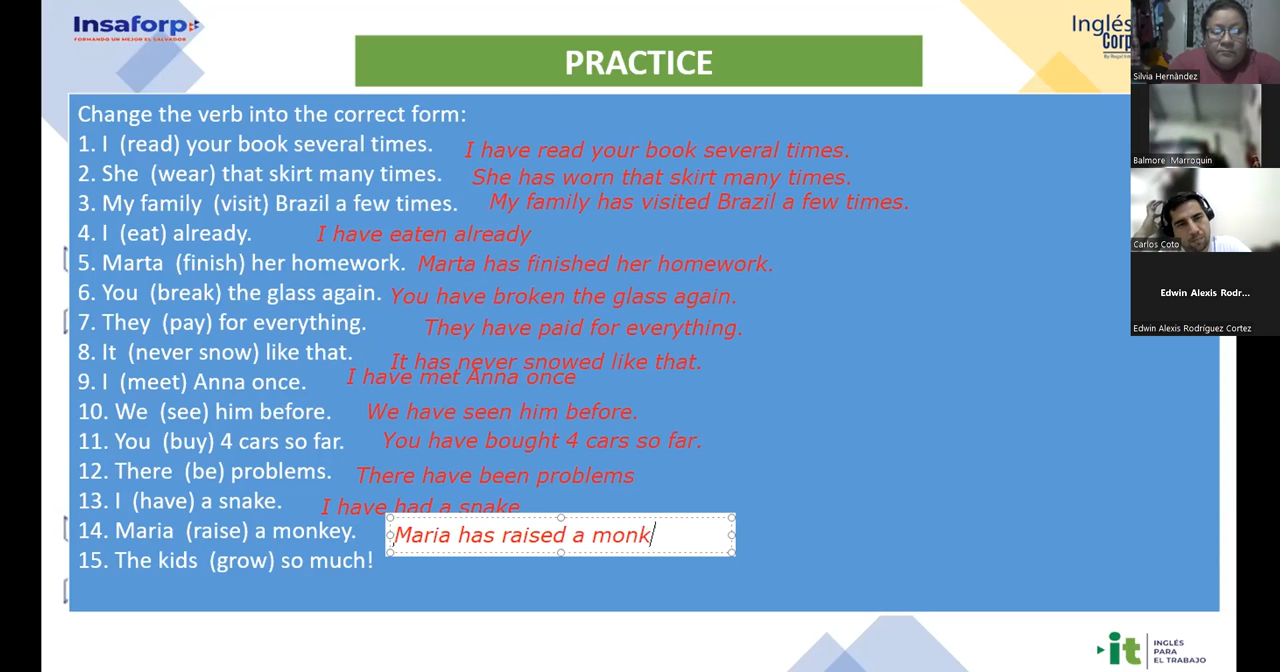 Insaforp
FORMANDO UN MEJOR EL SALVADOR
Inglés
Corp
PRACTICE
Silvia Hernàndez
Balmore Marroquin
Carlos Coto
Edwin Alexis Rodr...
Edwin Alexis Rodríguez Cortez
Change the verb into the correct form:
1. I (read) your book several times. I have read your book several times.
2. She (wear) that skirt many times. She has worn that skirt many times.
3. My family (visit) Brazil a few times. My family has visited Brazil a few times.
4. I (eat) already. I have eaten already
5. Marta (finish) her homework. Marta has finished her homework.
6. You (break) the glass again. You have broken the glass again.
7. They (pay) for everything. They have paid for everything.
8. It (never snow) like that. It has never snowed like that.
9. I (meet) Anna once. I have met Anna once
10. We (see) him before. We have seen him before.
11. You (buy) 4 cars so far. You have bought 4 cars so far.
12. There (be) problems. There have been problems
13. I (have) a snake. I have had a snake
14. Maria (raise) a monkey. Maria has raised a monk
15. The kids (grow) so much!
it
INGLÉS
PARA
EL TRABAJO